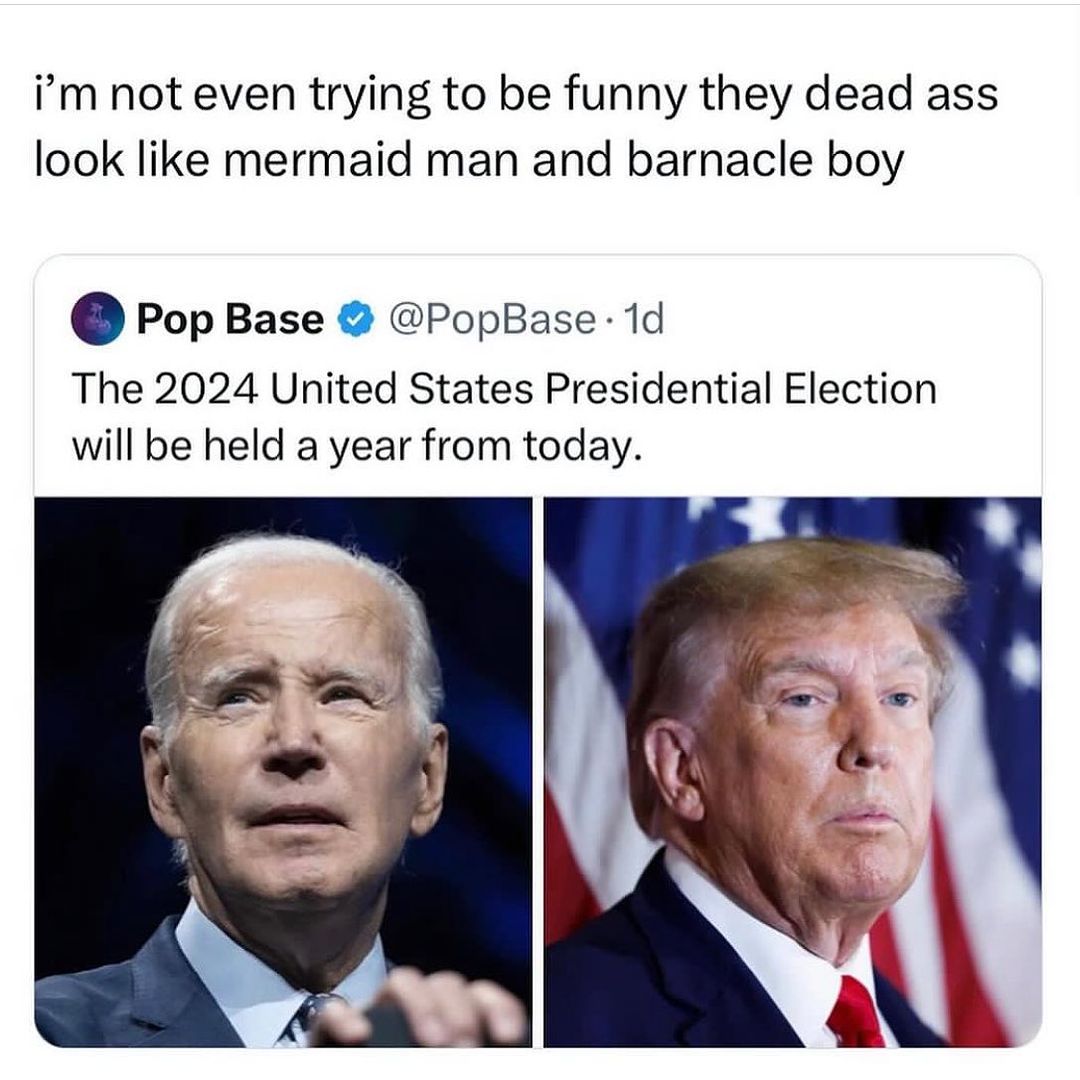 i’m not even trying to be funny they dead ass
look like mermaid man and barnacle boy
Pop Base @PopBase · 1d
The 2024 United States Presidential Election
will be held a year from today.